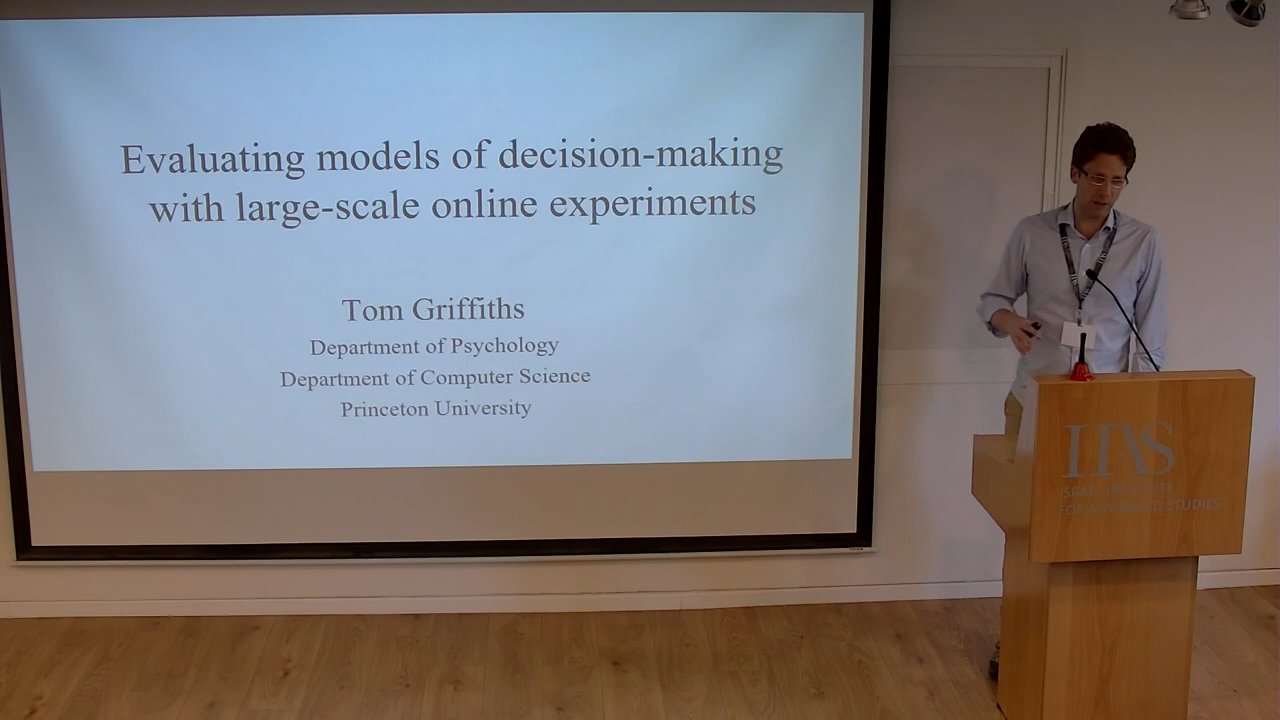 Evaluating models of decision-making
with large-scale online experiments
Tom Griffiths
Department of Psychology
Department of Computer Science
Princeton University
IIAS
ISRAEL INSTITUTE
FOR ADVANCED STUDIES